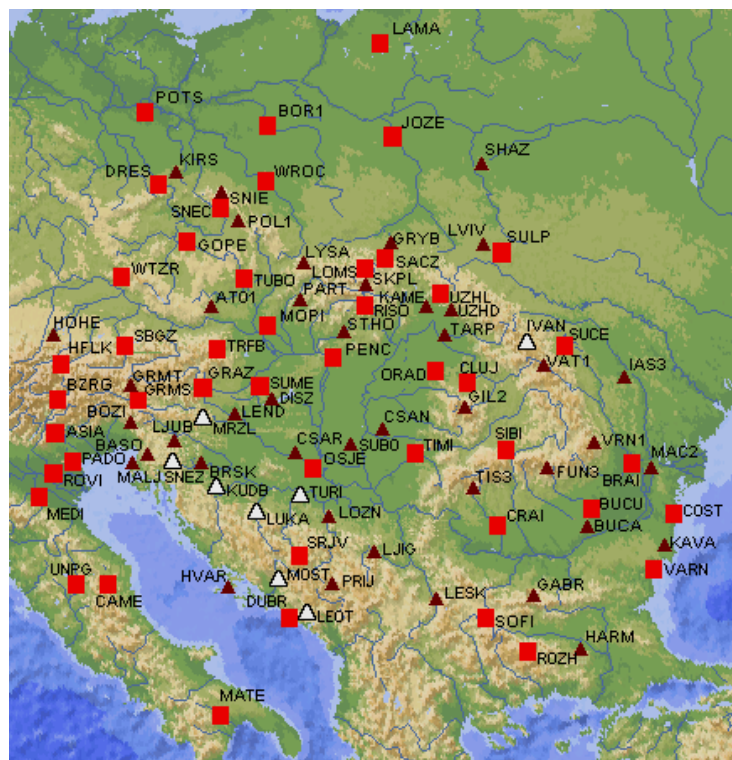 LAMA
POTS
BOR1
JOZE
SHAZ
KIRS
DRES
WROC
SNIE
SNEC
POL1
GOPE
LYSA
GRYB
LVIV
SULP
SACZ
LOMS
WTZR
TUBO
SKPL
PART
KAME
UZHL
AT01
MOPI
RISO
UZHD
HOHE
SBGZ
STHO
TARP
IVAN
SUCE
HFLK
TRFB
PENC
VAT1
IAS3
BZRG
GRMT
GRMS
GRAZ
SUME
DISZ
ORAD
CLUJ
GIL2
BOZI
LEND
MRZL
ASIA
LJUB
CSAN
CSAR
SUBO
TIMI
SIBI
VRN1
BASO
PADO
MALJ
SNEZ
BRSK
OSJE
MAC2
ROVI
TIS3
FUN3
BRAI
KUDB
TURI
MEDI
LUKA
LOZN
CRAI
BUCU
COST
BUCA
SRJV
LJIG
KAVA
UNPG
CAME
HVAR
MOST
PRIJ
VARN
GABR
DUBR
LEOT
LESK
SOFI
ROZH
HARM
MATE